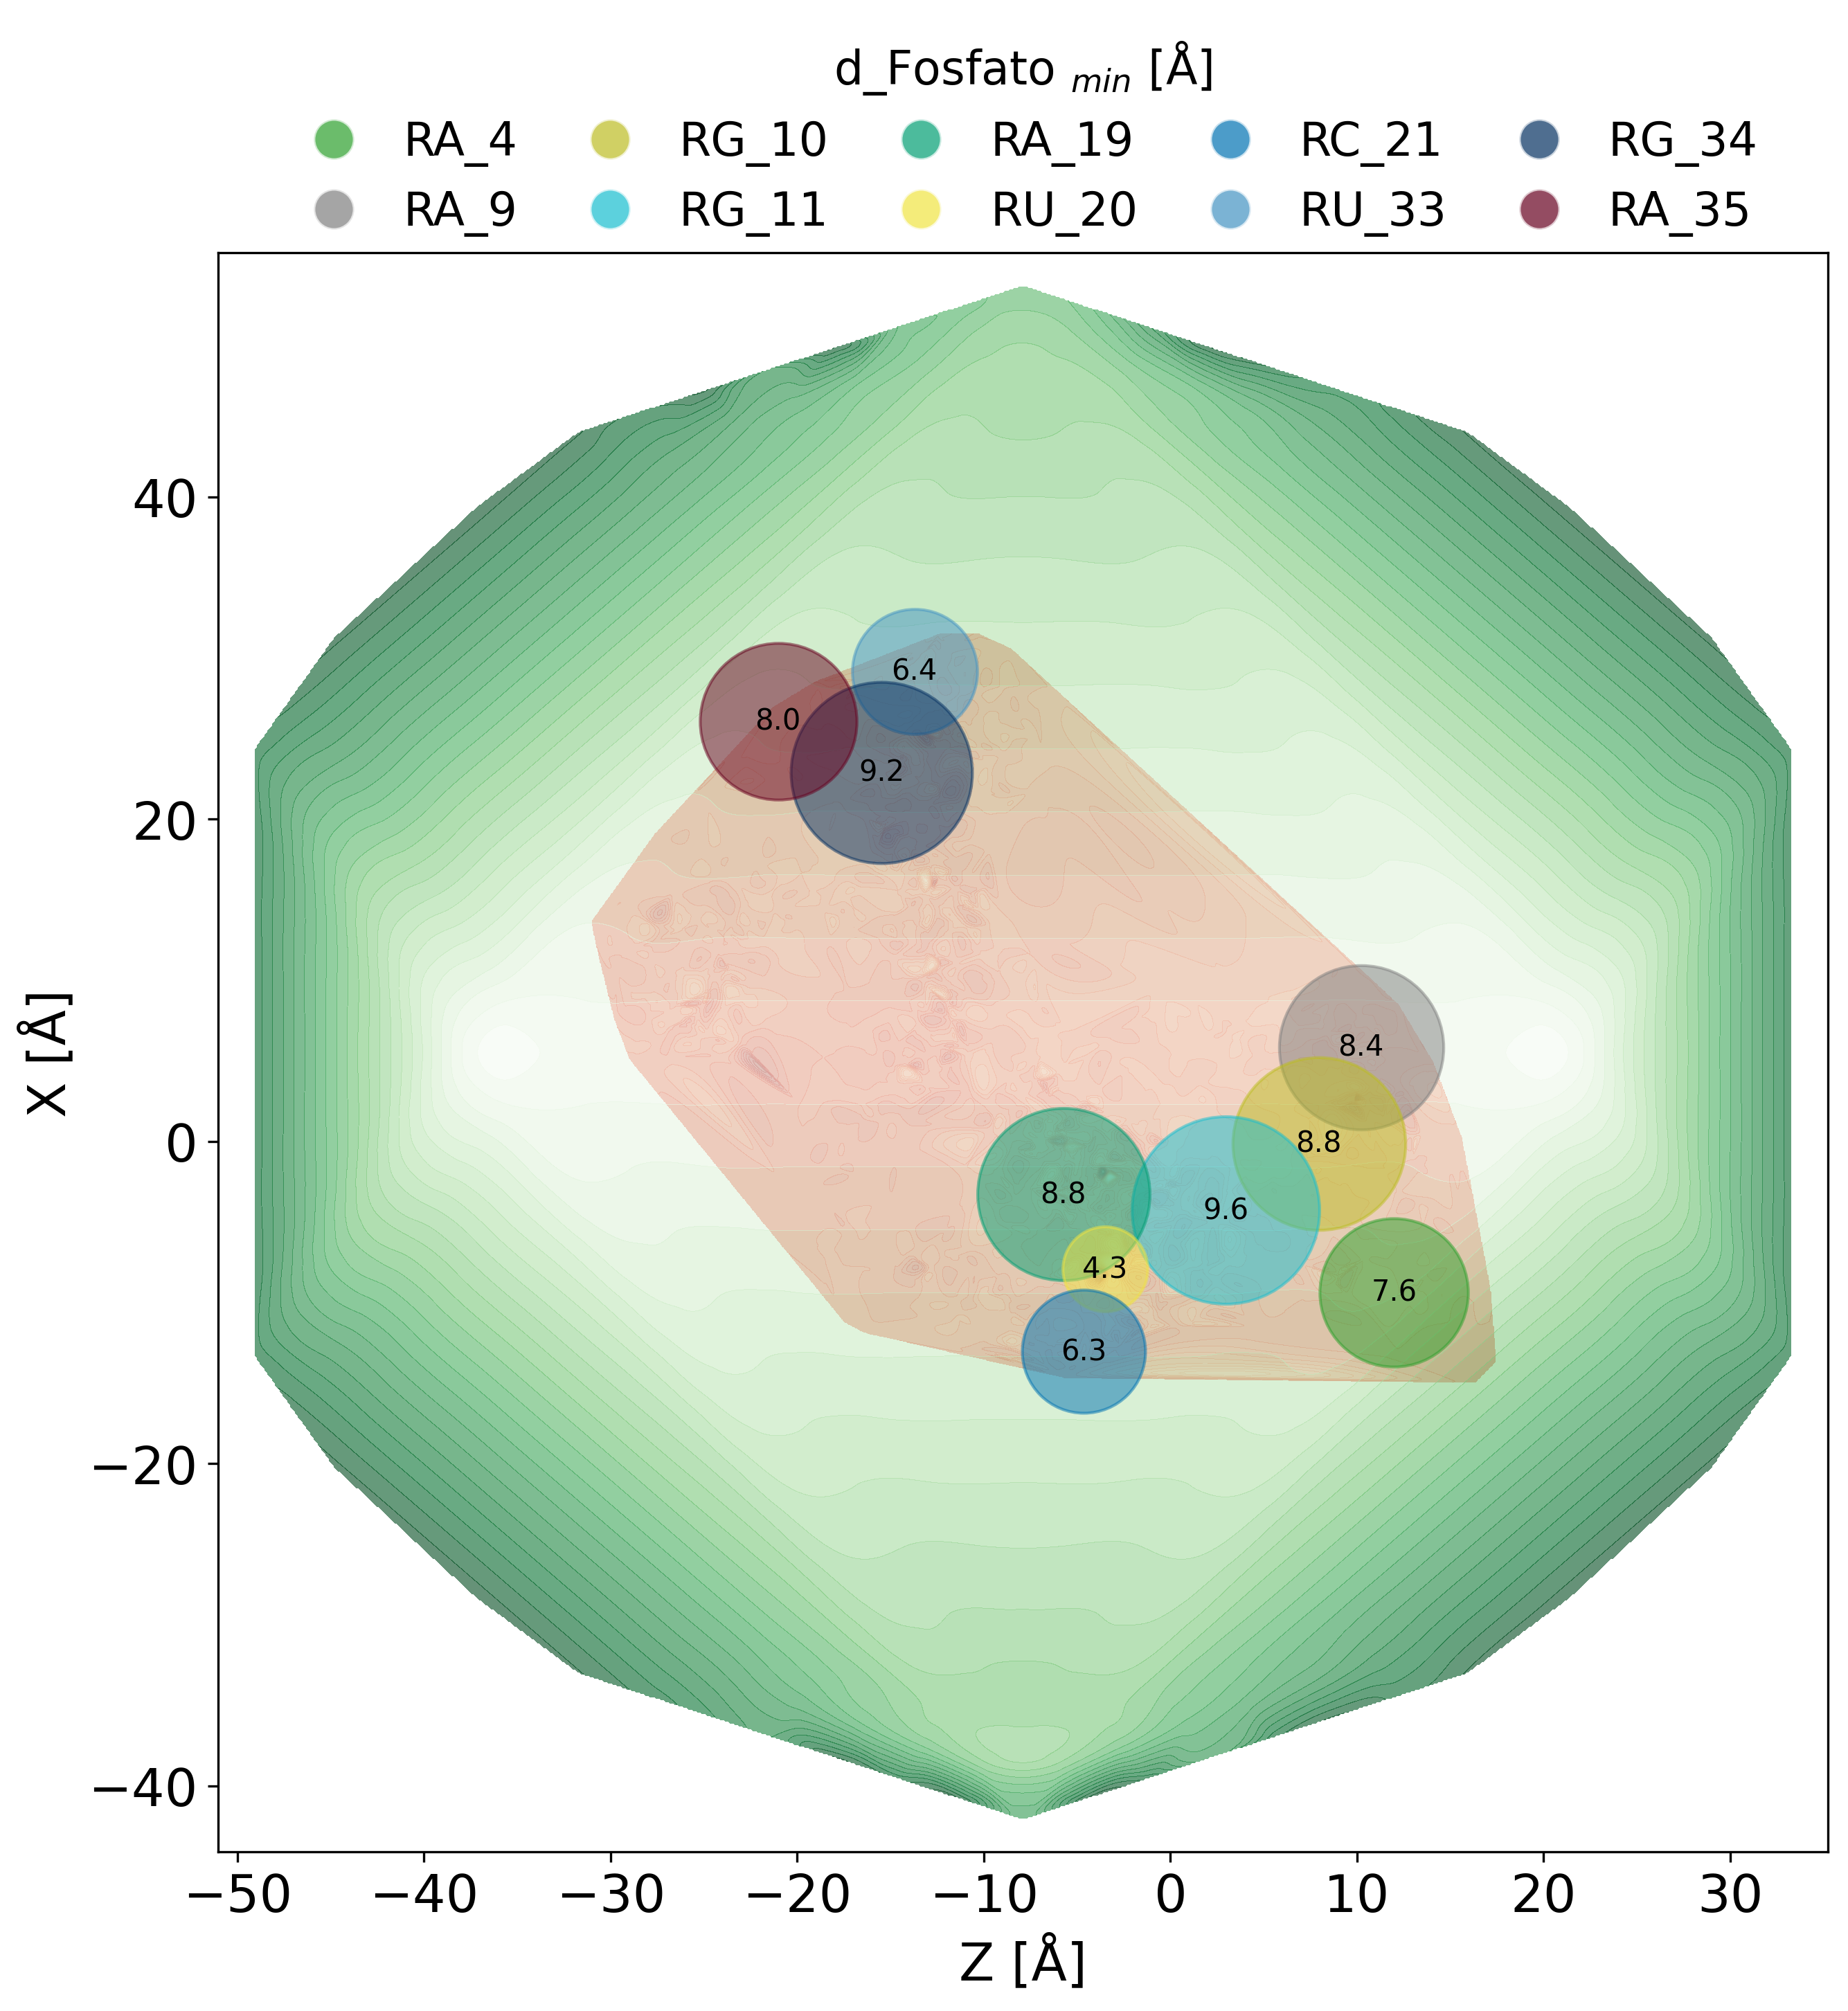 d_Fosfato min [Å]
RA_4 RG_10 RA_19 RC_21 RG_34
RA_9 RG_11 RU_20 RU_33 RA_35
40
20
0
−20
−40
X [Å]
6.4
8.0
9.2
8.4
8.8
8.8
9.6
4.3
7.6
6.3
−50 −40 −30 −20 −10 0 10 20 30
Z [Å]